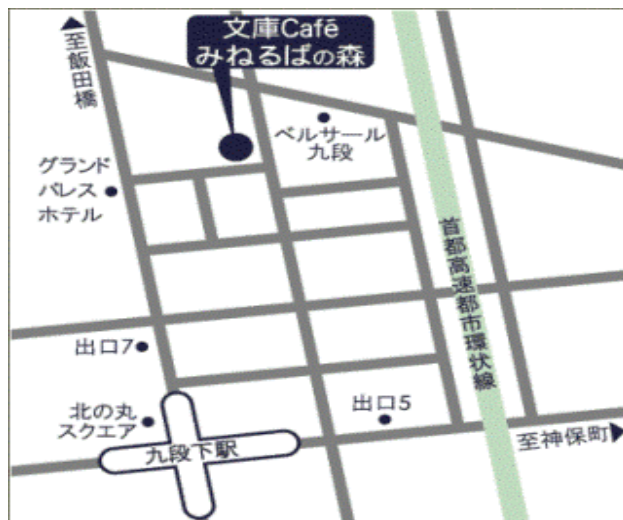 文庫Café
みねるばの森
至飯田橋
ベルサール
九段
グランド
パレス
ホテル
首都高速都市環状線
出口7
北の丸
スクエア
出口5
九段下駅
至神保町